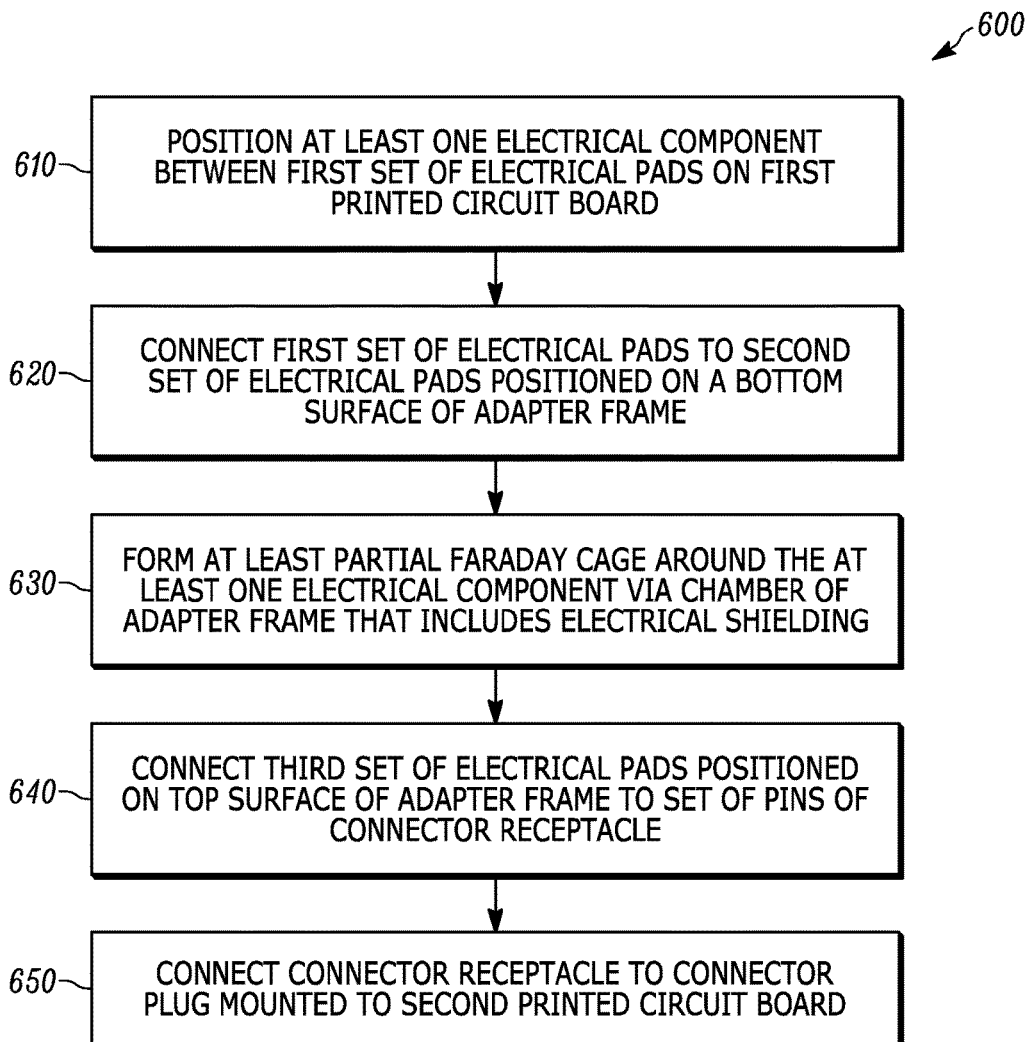 600
610
POSITION AT LEAST ONE ELECTRICAL COMPONENT
BETWEEN FIRST SET OF ELECTRICAL PADS ON FIRST
PRINTED CIRCUIT BOARD
620
CONNECT FIRST SET OF ELECTRICAL PADS TO SECOND
SET OF ELECTRICAL PADS POSITIONED ON A BOTTOM
SURFACE OF ADAPTER FRAME
630
FORM AT LEAST PARTIAL FARADAY CAGE AROUND THE AT
LEAST ONE ELECTRICAL COMPONENT VIA CHAMBER OF
ADAPTER FRAME THAT INCLUDES ELECTRICAL SHIELDING
640
CONNECT THIRD SET OF ELECTRICAL PADS POSITIONED
ON TOP SURFACE OF ADAPTER FRAME TO SET OF PINS OF
CONNECTOR RECEPTACLE
650
CONNECT CONNECTOR RECEPTACLE TO CONNECTOR
PLUG MOUNTED TO SECOND PRINTED CIRCUIT BOARD